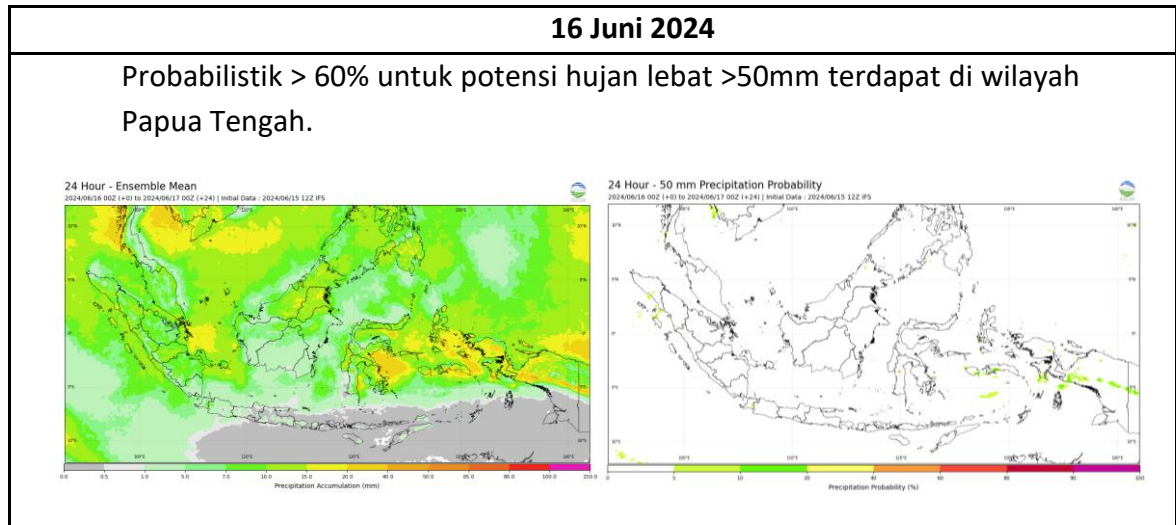 16 Juni 2024
Probabilistik > 60% untuk potensi hujan lebat >50mm terdapat di wilayah
Papua Tengah.
24 Hour - Ensemble Mean
2024/06/16 00Z (+0) to 2024/06/17 00Z (+24) | Initial Data : 2024/06/15 12Z IFS
Precipitation Accumulation (mm)
24 Hour - 50 mm Precipitation Probability
2024/06/16 00Z (+0) to 2024/06/17 00Z (+24) | Initial Data : 2024/06/15 12Z IFS
Precipitation Probability (%)